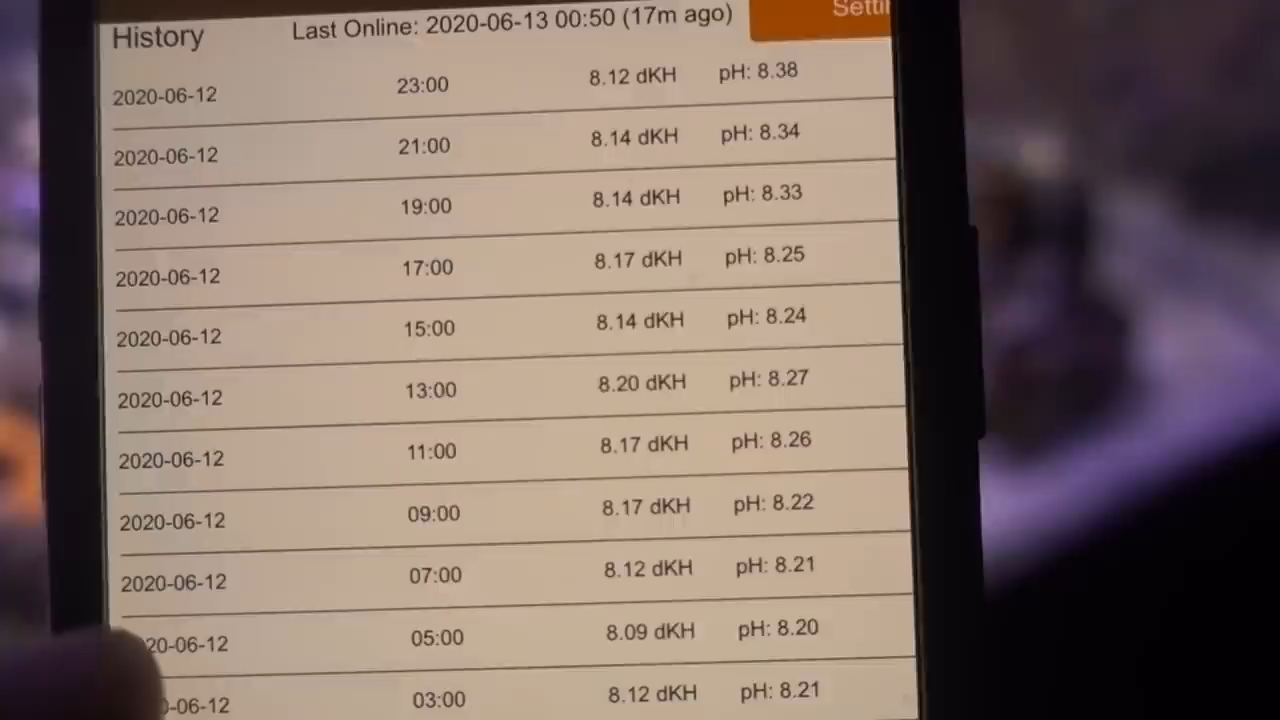 History Last Online: 2020-06-13 00:50 (17m ago) Setti
2020-06-12 23:00 8.12 dKH pH: 8.38
2020-06-12 21:00 8.14 dKH pH: 8.34
2020-06-12 19:00 8.14 dKH pH: 8.33
2020-06-12 17:00 8.17 dKH pH: 8.25
2020-06-12 15:00 8.14 dKH pH: 8.24
2020-06-12 13:00 8.20 dKH pH: 8.27
2020-06-12 11:00 8.17 dKH pH: 8.26
2020-06-12 09:00 8.17 dKH pH: 8.22
2020-06-12 07:00 8.12 dKH pH: 8.21
20-06-12 05:00 8.09 dKH pH: 8.20
-06-12 03:00 8.12 dKH pH: 8.21